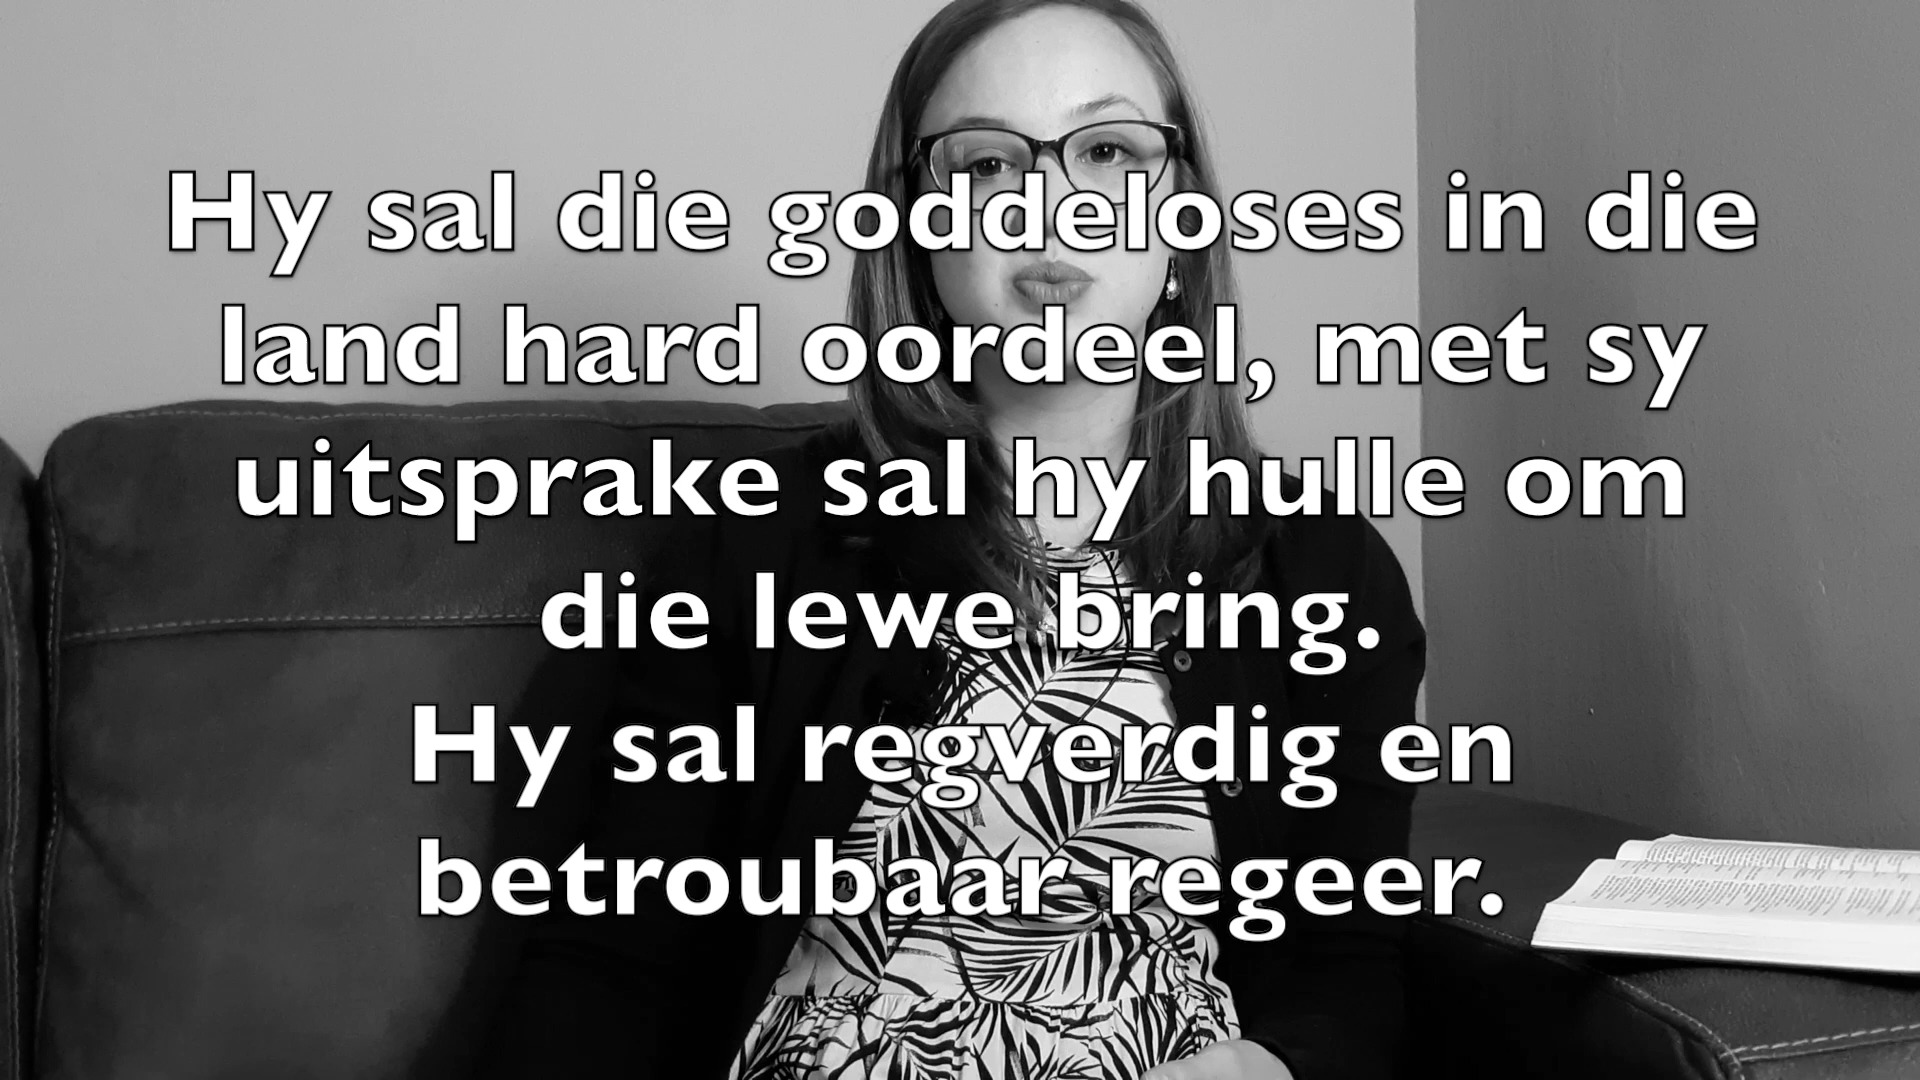 Hy sal die goddeloses in die
land hard oordeel, met sy
uitsprake sal hy hulle om
die lewe bring.
Hy sal regverdig en
betroubaar regeer.